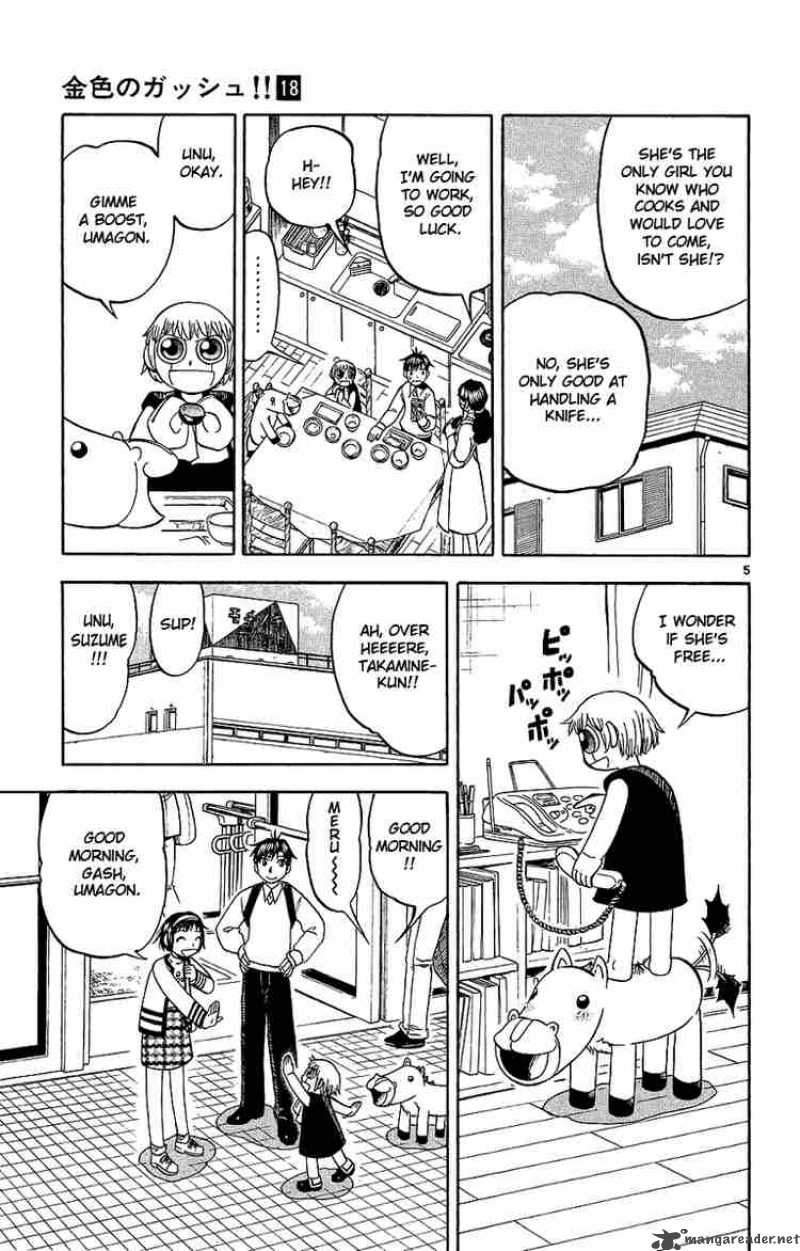 金色のガッシュ!! 18
SHE'S THE
ONLY GIRL YOU
KNOW WHO
COOKS AND
WOULD LOVE
TO COME,
ISN'T SHE!?
NO, SHE'S
ONLY GOOD AT
HANDLING A
KNIFE...
WELL,
I'M GOING
TO WORK,
SO GOOD
LUCK.
H-
HEY!!
........
UNU,
OKAY.
GIMME
A BOOST,
UMAGON.
5
I WONDER
IF SHE'S
FREE...
ピッ
ポッ
パッ
ポッ
AH, OVER
HEEEERE,
TAKAMINE-
KUN!!
SUP!
UNU,
SUZUME
!!!
GOOD
MORNING
!!
MERU~~~~
GOOD
MORNING,
GASH,
UMAGON.
mangareader.net